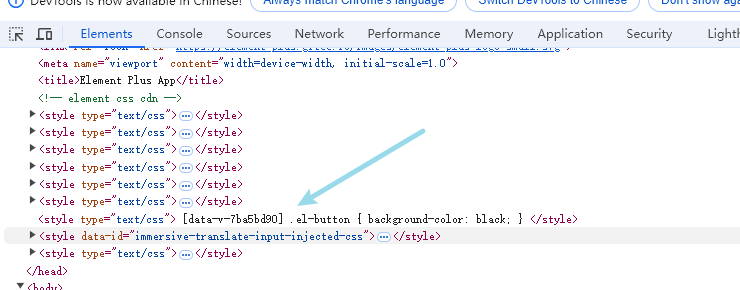 DevTools is now available in Chinese!
Always match Chrome's language
Switch DevTools to Chinese
Don't show aga
Elements
Console
Sources
Network
Performance
Memory
Application
Security
Lighth
<meta name="viewport" content="width=device-width, initial-scale=1.0">
<title>Element Plus App</title>
<!-- element css cdn -->
<style type="text/css">…</style>
<style type="text/css">…</style>
<style type="text/css">…</style>
<style type="text/css">…</style>
<style type="text/css">…</style>
<style type="text/css">…</style>
<style type="text/css"> [data-v-7ba5bd90] .el-button { background-color: black; } </style>
<style data-id="immersive-translate-input-injected-css">…</style>
<style type="text/css">…</style>
</head>
<body>